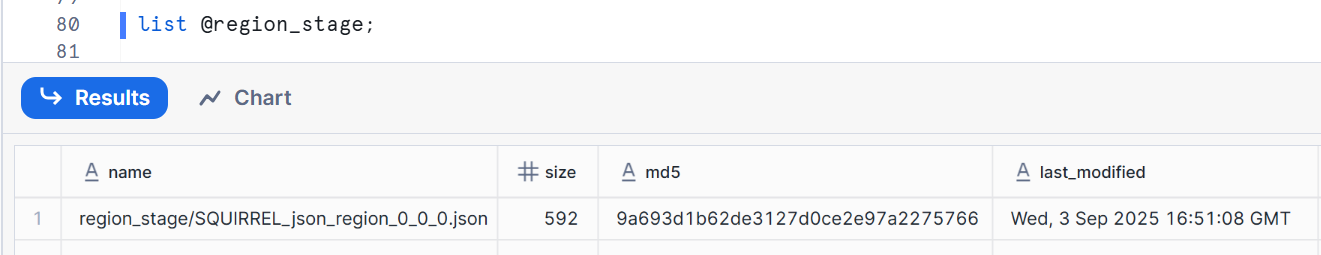 80 list @region_stage;
81
Results Chart
name size md5 last_modified
1 region_stage/SQUIRREL_json_region_0_0_0.json 592 9a693d1b62de3127d0ce2e97a2275766 Wed, 3 Sep 2025 16:51:08 GMT